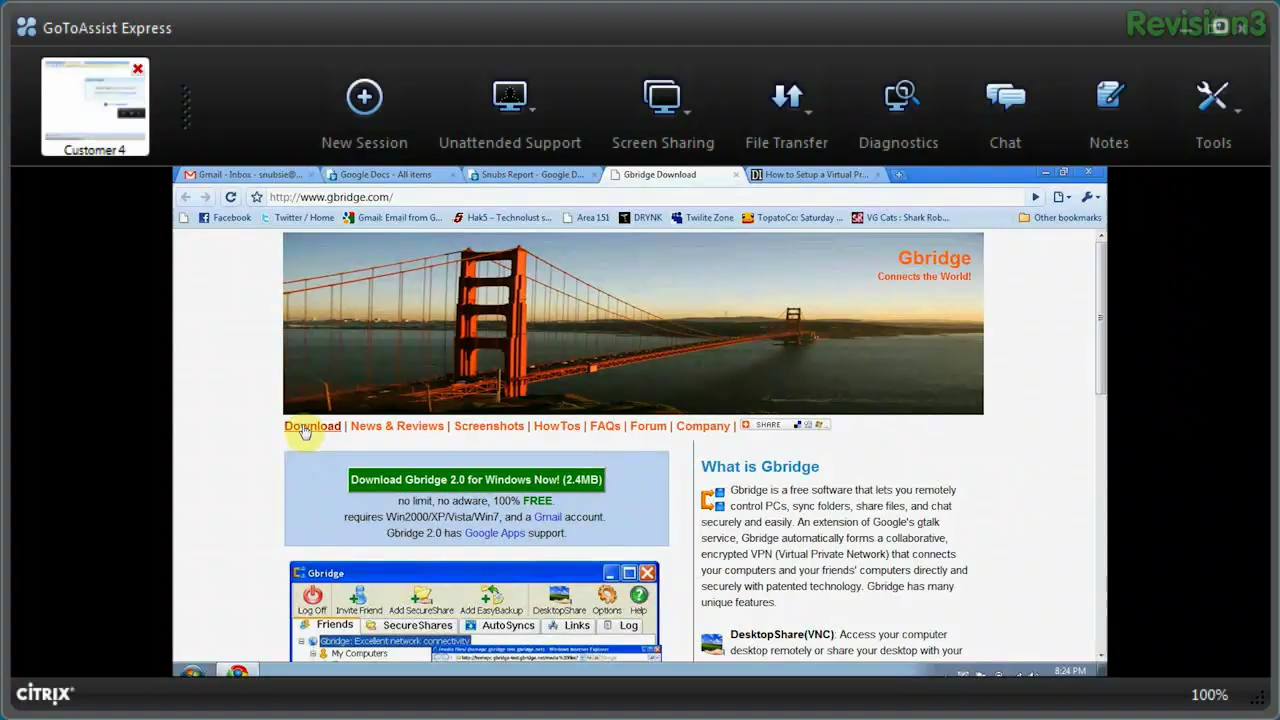 GoToAssist Express
Revision3
Customer 4
New Session
Unattended Support
Screen Sharing
File Transfer
Diagnostics
Chat
Notes
Tools
Gmail - Inbox - snubsie@...
Google Docs - All items
Snubs Report - Google D...
Gbridge Download
DI How to Setup a Virtual Pr...
http://www.gbridge.com/
Facebook
Twitter / Home
Gmail: Email from G...
Hak5 – Technolust s...
Area 151
DRYNK
Twilite Zone
TopatoCo: Saturday ...
VG Cats : Shark Rob...
Other bookmarks
Gbridge
Connects the World!
Download | News & Reviews | Screenshots | HowTos | FAQs | Forum | Company | SHARE
Download Gbridge 2.0 for Windows Now! (2.4MB)
no limit, no adware, 100% FREE.
requires Win2000/XP/Vista/Win7, and a Gmail account.
Gbridge 2.0 has Google Apps support.
Gbridge
Log Off
Invite Friend
Add SecureShare
Add EasyBackup
DesktopShare
Options
Help
Friends
SecureShares
AutoSyncs
Links
Log
Gbridge: Excellent network connectivity
My Computers
What is Gbridge
Gbridge is a free software that lets you remotely
control PCs, sync folders, share files, and chat
securely and easily. An extension of Google's gtalk
service, Gbridge automatically forms a collaborative,
encrypted VPN (Virtual Private Network) that connects
your computers and your friends' computers directly and
securely with patented technology. Gbridge has many
unique features.
DesktopShare(VNC): Access your computer
desktop remotely or share your desktop with your
8:24 PM
CITRIX
100%